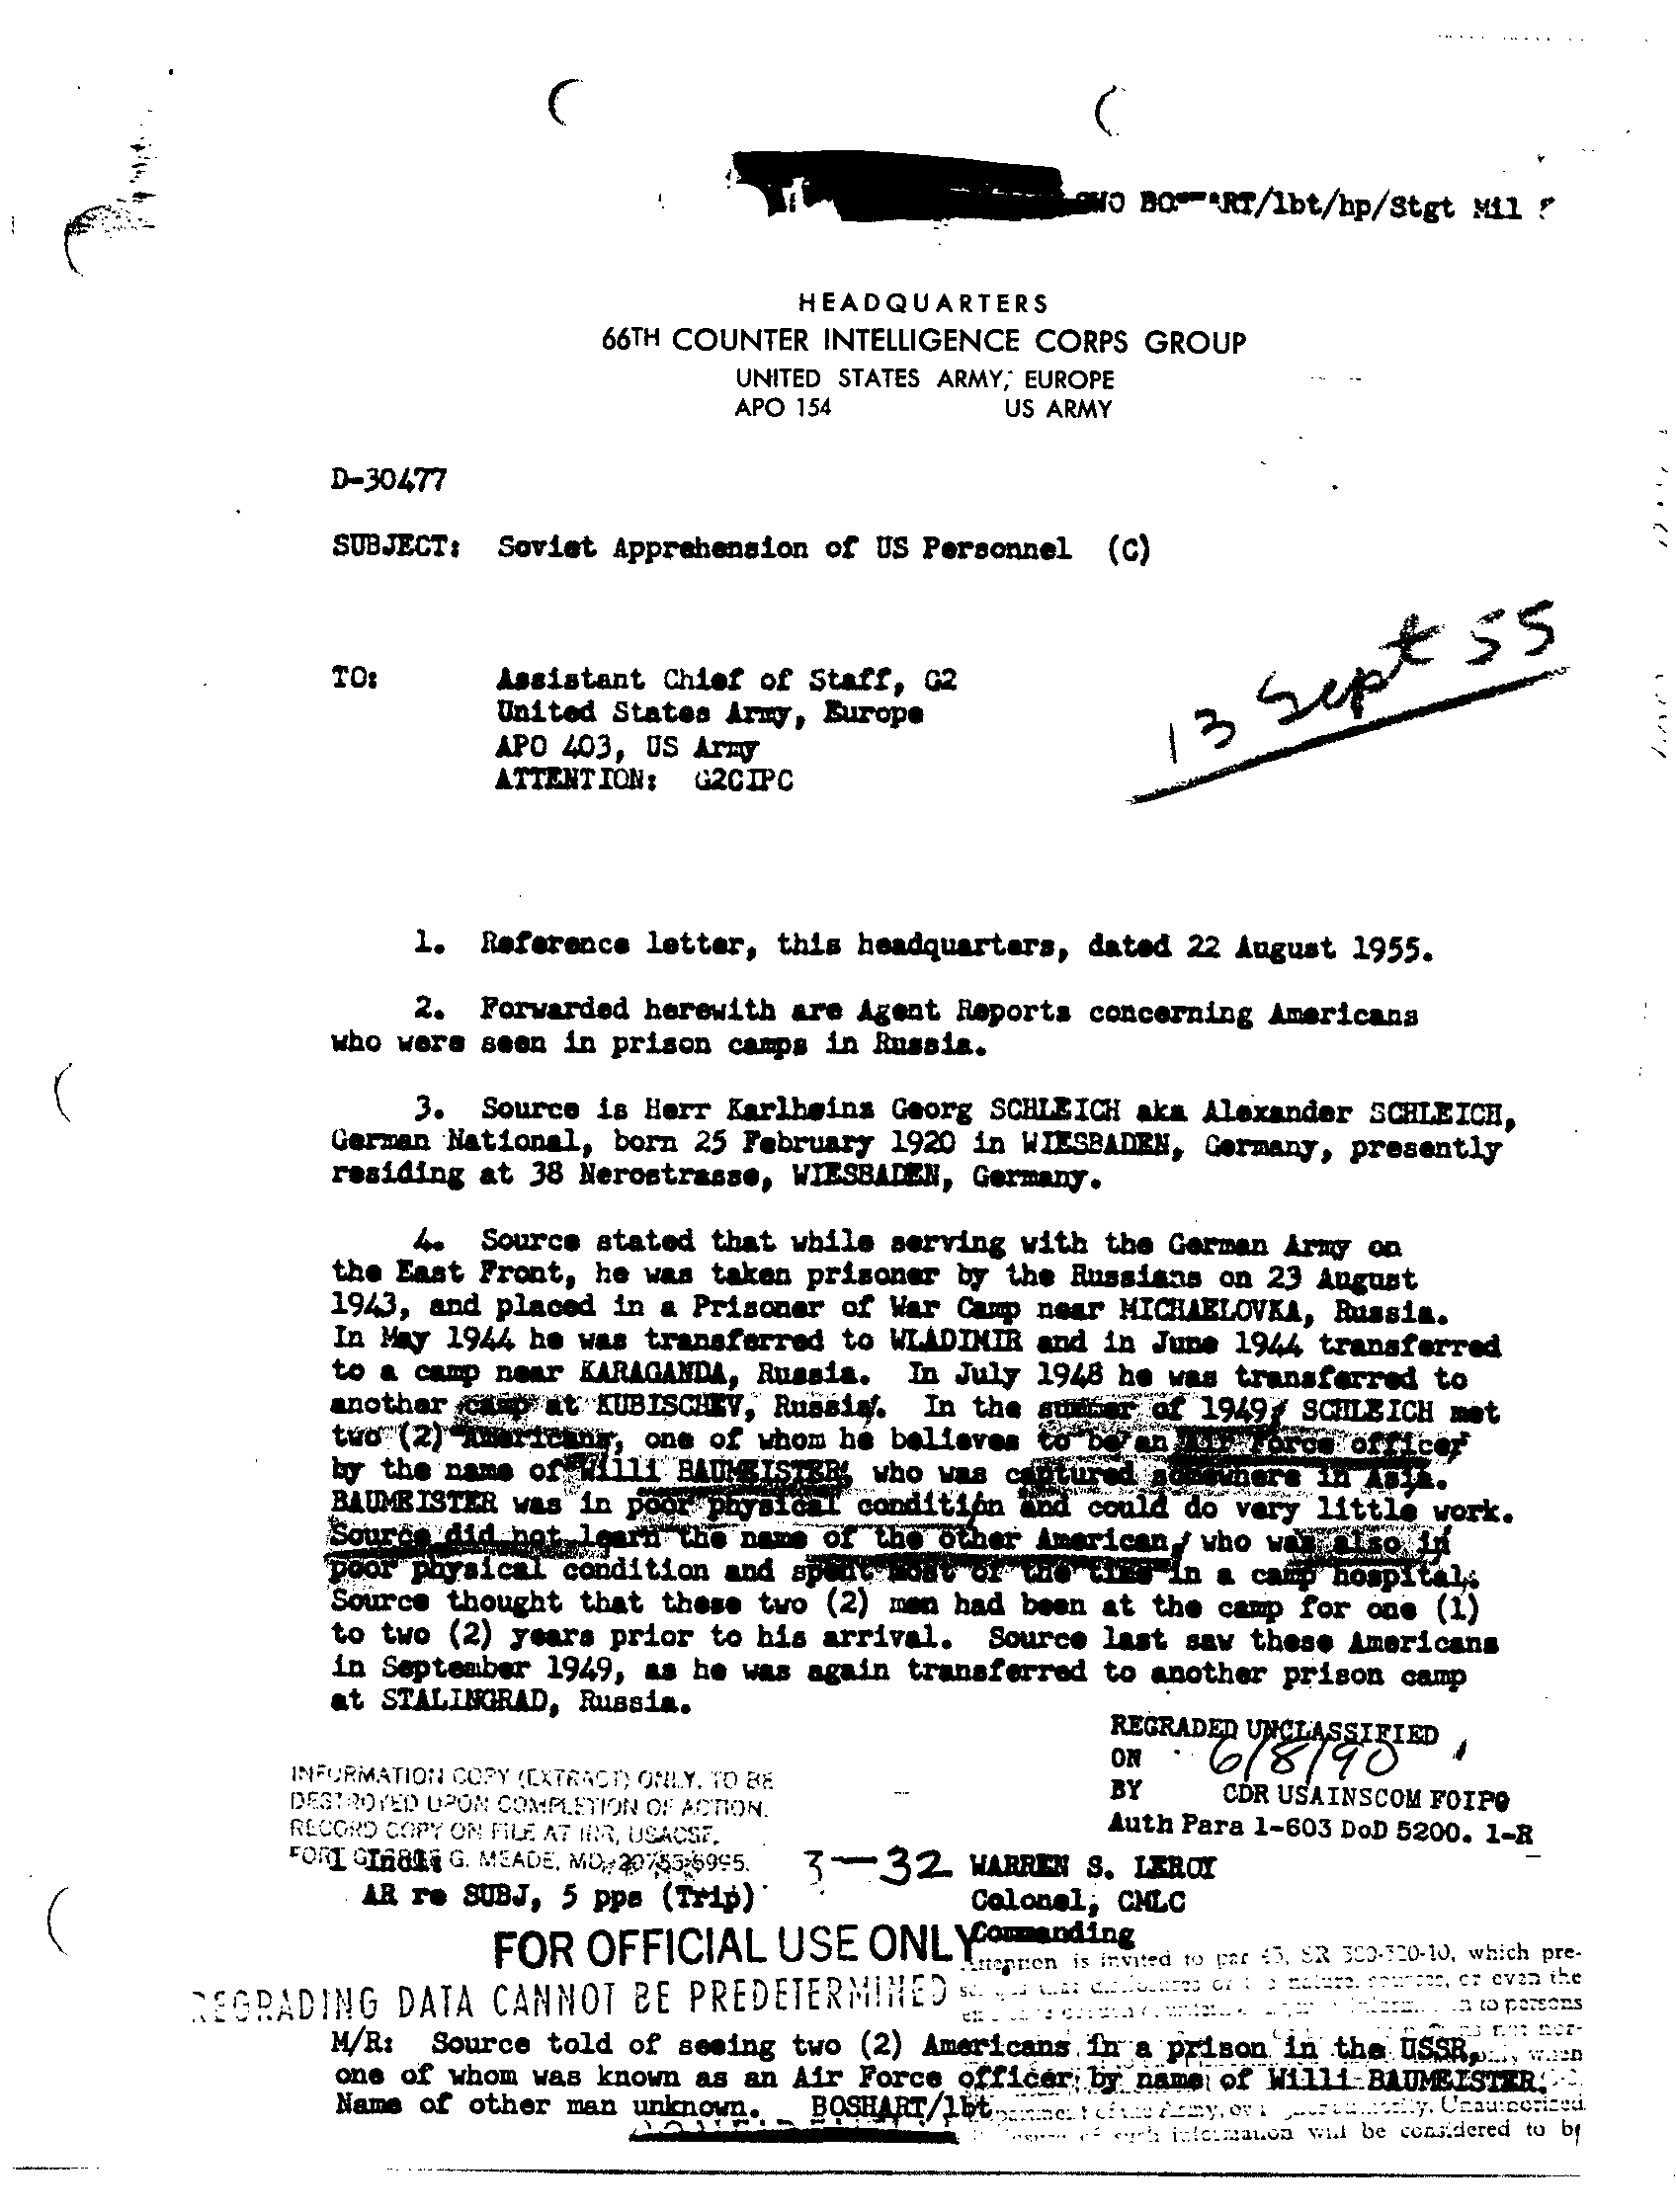 /lbt/hp/Stgt Mil
HEADQUARTERS
66TH COUNTER INTELLIGENCE CORPS GROUP
UNITED STATES ARMY, EUROPE
APO 154 US ARMY
D-30477
SUBJECT: Soviet Apprehension of US Personnel (C)
13 Sept 55
TO: Assistant Chief of Staff, G2
United States Army, Europe
APO 403, US Army
ATTENTION: G2CIPC
1. Reference letter, this headquarters, dated 22 August 1955.
2. Forwarded herewith are Agent Reports concerning Americans
who were seen in prison camps in Russia.
3. Source is Herr Karlheinz Georg SCHLEICH aka Alexander SCHLEICH,
German National, born 25 February 1920 in WIESBADEN, Germany, presently
residing at 38 Nerostrasse, WIESBADEN, Germany.
4. Source stated that while serving with the German Army on
the East Front, he was taken prisoner by the Russians on 23 August
1943, and placed in a Prisoner of War Camp near MICHAELOVKA, Russia.
In May 1944 he was transferred to WLADIMIR and in June 1944 transferred
to a camp near KARAGANDA, Russia. In July 1948 he was transferred to
another camp at KUBISCHEV, Russia. In the summer of 1949, SCHLEICH met
two (2) Americans, one of whom he believes to be an Air Force officer
by the name of Willi BAUMEISTER, who was captured somewhere in Asia.
BAUMEISTER was in poor physical condition and could do very little work.
Source did not learn the name of the other American, who was also in
poor physical condition and spent most of the time in a camp hospital.
Source thought that these two (2) men had been at the camp for one (1)
to two (2) years prior to his arrival. Source last saw these Americans
in September 1949, as he was again transferred to another prison camp
at STALINGRAD, Russia.
REGRADED UNCLASSIFIED
ON 6/8/90
BY CDR USAINSCOM FOIPO
Auth Para 1-603 DoD 5200. 1-R
INFORMATION COPY (EXTRACT) ONLY. TO BE
DESTROYED UPON COMPLETION OF ACTION.
RECORD COPY ON FILE AT IRR, USACSF,
FORT G. MEADE, MD, 20755-5995.
1 Incl:
AR re SUBJ, 5 pps (Trip)
3-32
WARREN S. LEROY
Colonel, CMLC
Commanding
FOR OFFICIAL USE ONLY
REGRADING DATA CANNOT BE PREDETERMINED
Attention is invited to par 43, SR 380-320-10, which pre-
or even the
to persons
M/R: Source told of seeing two (2) Americans in a prison in the USSR,
one of whom was known as an Air Force officer by name of Willi BAUMEISTER.
Name of other man unknown. BOSHART/lbt
Army, Unauthorized
such information will be considered to be